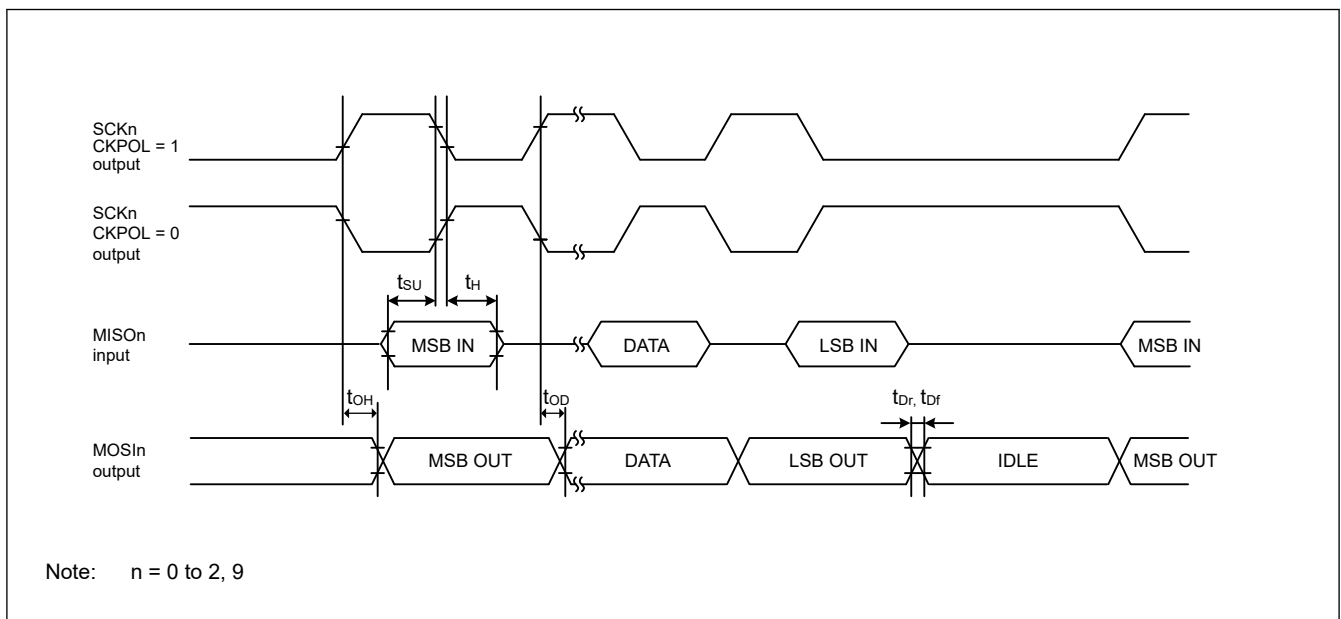 SCKn
CKPOL = 1
output
SCKn
CKPOL = 0
output
tSU
tH
MISOn
input
MSB IN
DATA
LSB IN
MSB IN
tOH
tOD
tDr, tDf
MOSIn
output
MSB OUT
DATA
LSB OUT
IDLE
MSB OUT
Note: n = 0 to 2, 9